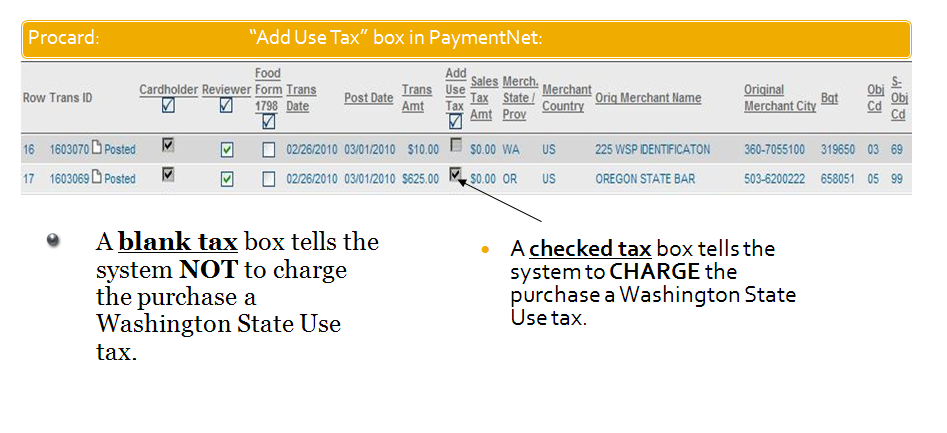 Procard: “Add Use Tax” box in PaymentNet:
Row Trans ID Cardholder Reviewer Food Form 1798 Trans Date Post Date Trans Amt Add Use Tax Sales Tax Amt Merch. State / Prov Merchant Country Orig Merchant Name Original Merchant City Bgt Obj Cd S-Obj Cd
16 1603070 Posted 02/26/2010 03/01/2010 $10.00 $0.00 WA US 225 WSP IDENTIFICATON 360-7055100 319650 03 69
17 1603069 Posted 02/26/2010 03/01/2010 $625.00 $0.00 OR US OREGON STATE BAR 503-6200222 658051 05 99
A blank tax box tells the
system NOT to charge
the purchase a
Washington State Use
tax.
A checked tax box tells the
system to CHARGE the
purchase a Washington State
Use tax.